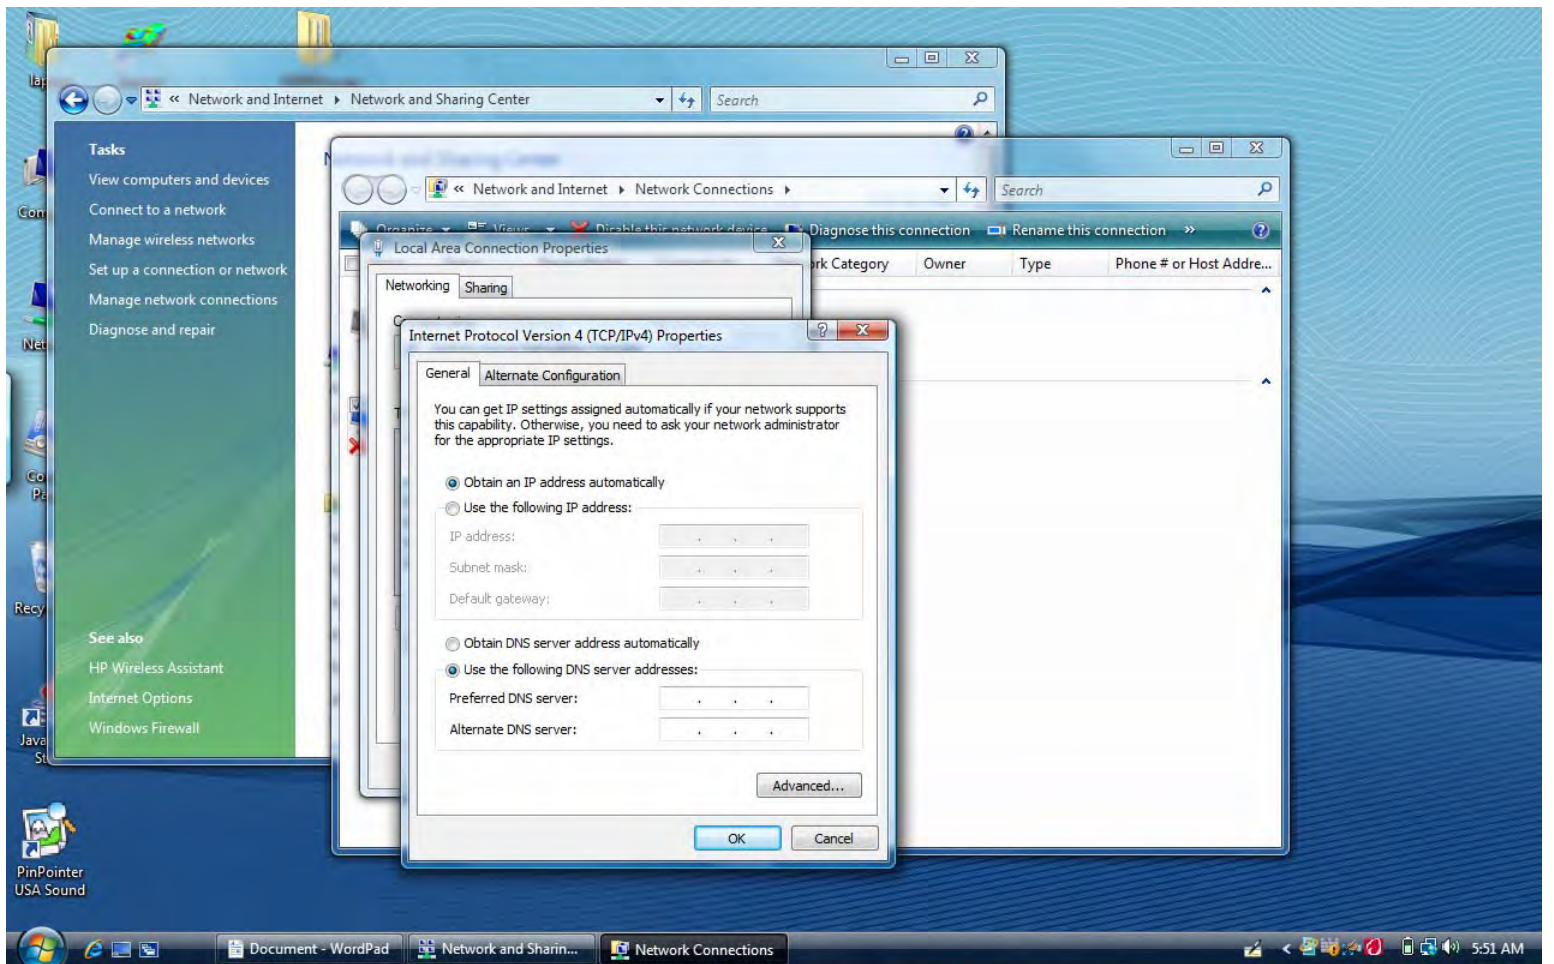 Network and Internet
Network and Sharing Center
Search
Tasks
View computers and devices
Connect to a network
Manage wireless networks
Set up a connection or network
Manage network connections
Diagnose and repair
See also
HP Wireless Assistant
Internet Options
Windows Firewall
Network and Internet
Network Connections
Search
Organize
Views
Disable this network device
Diagnose this connection
Rename this connection
Category
Owner
Type
Phone # or Host Addre...
Local Area Connection Properties
Networking
Sharing
Internet Protocol Version 4 (TCP/IPv4) Properties
General
Alternate Configuration
You can get IP settings assigned automatically if your network supports
this capability. Otherwise, you need to ask your network administrator
for the appropriate IP settings.
Obtain an IP address automatically
Use the following IP address:
IP address:
Subnet mask:
Default gateway:
Obtain DNS server address automatically
Use the following DNS server addresses:
Preferred DNS server:
Alternate DNS server:
Advanced...
OK
Cancel
PinPointer
USA Sound
Document - WordPad
Network and Sharin...
Network Connections
5:51 AM